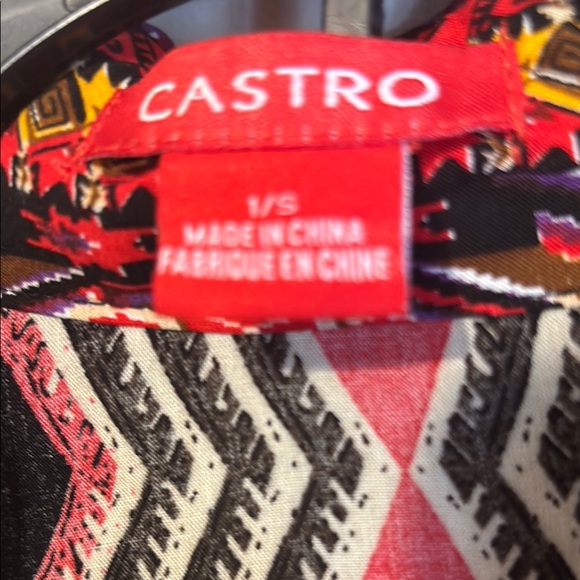 CASTRO
1/S
MADE IN CHINA
FABRIQUE EN CHINE